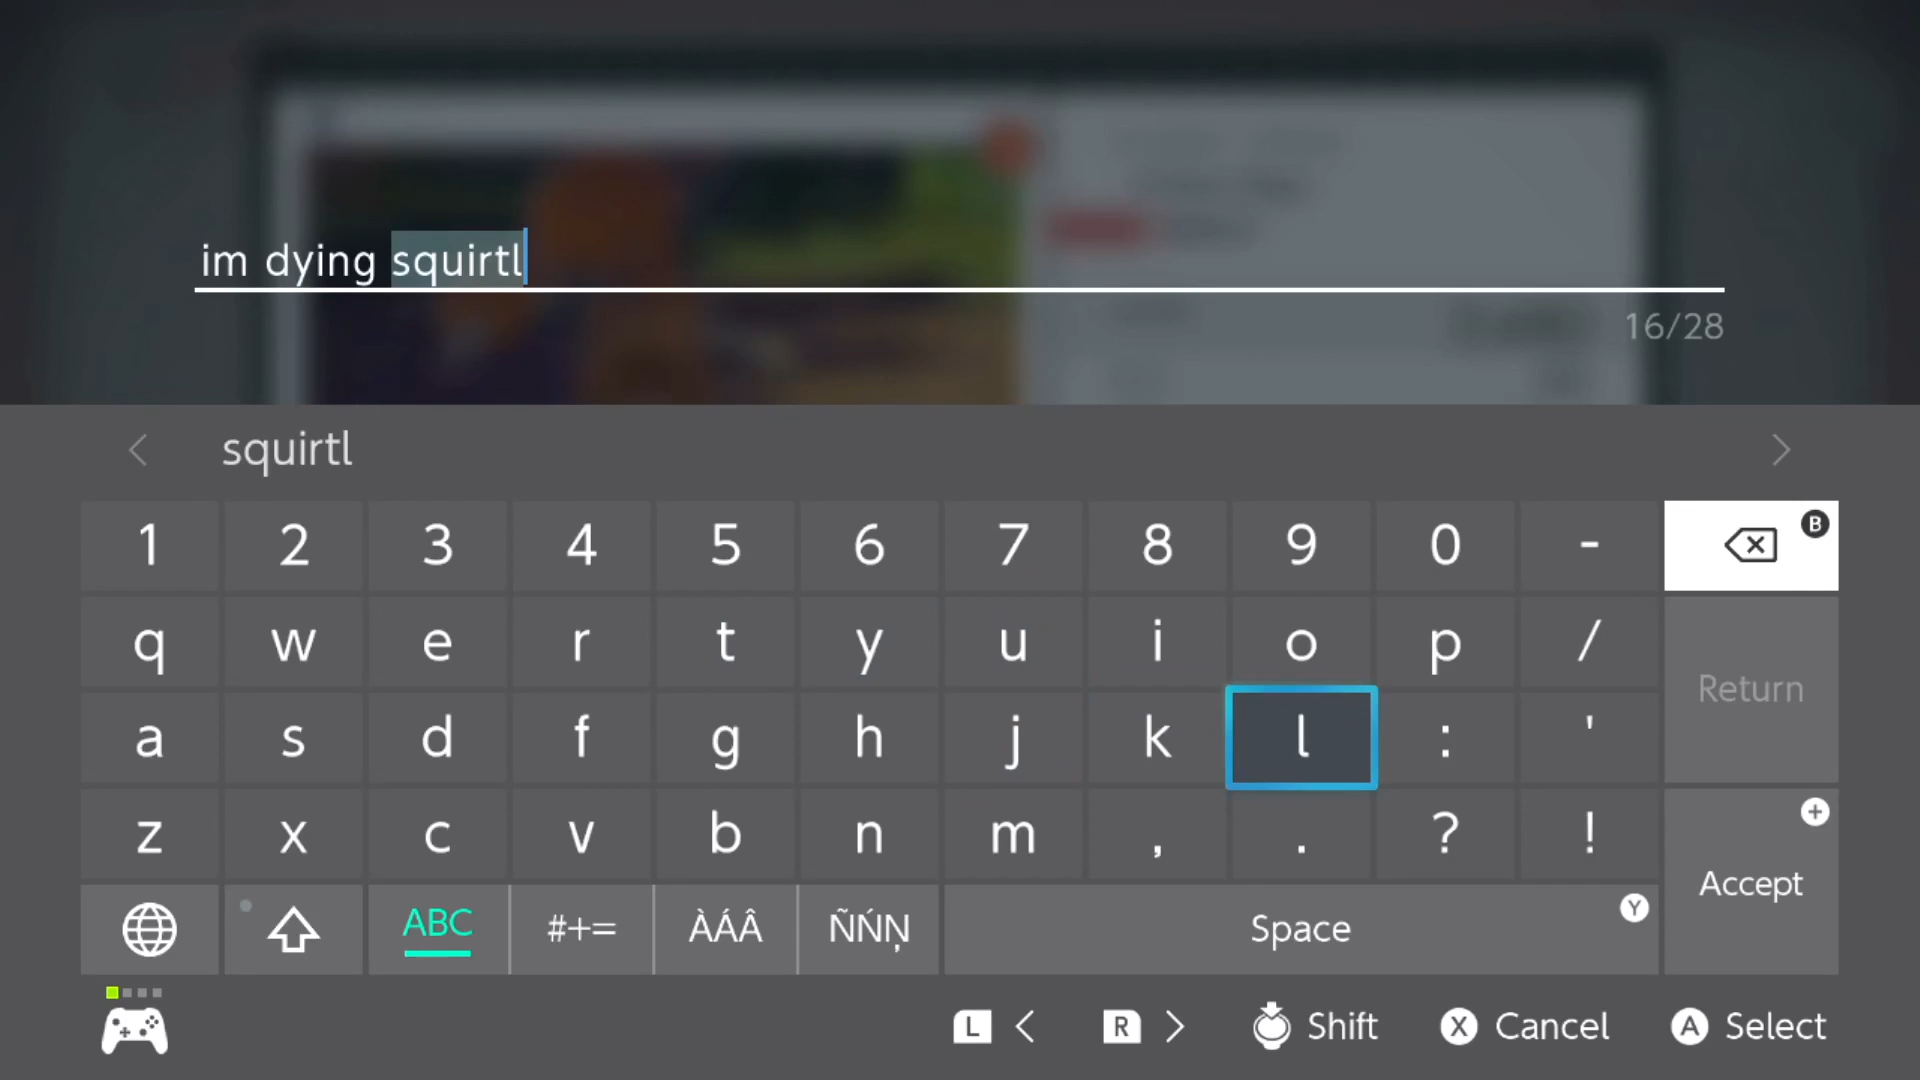 im dying squirtl
16/28
squirtl
1 2 3 4 5 6 7 8 9 0 - B
q w e r t y u i o p /
Return
a s d f g h j k l : '
z x c v b n m , . ? ! +
Accept
ABC #+= ÀÁÂ ÑŃŅ Space Y
L < R > Shift X Cancel A Select